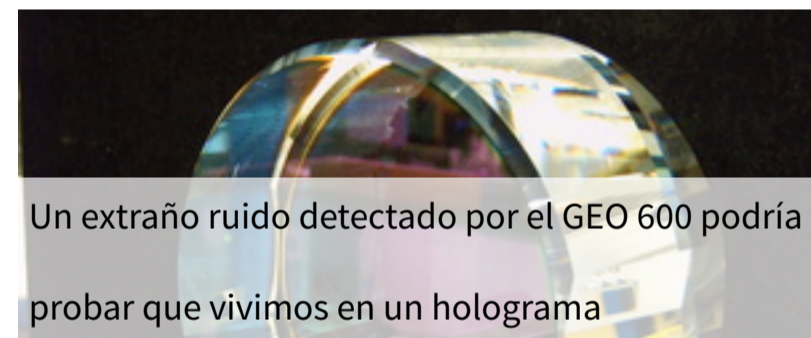 Un extraño ruido detectado por el GEO 600 podría
probar que vivimos en un holograma